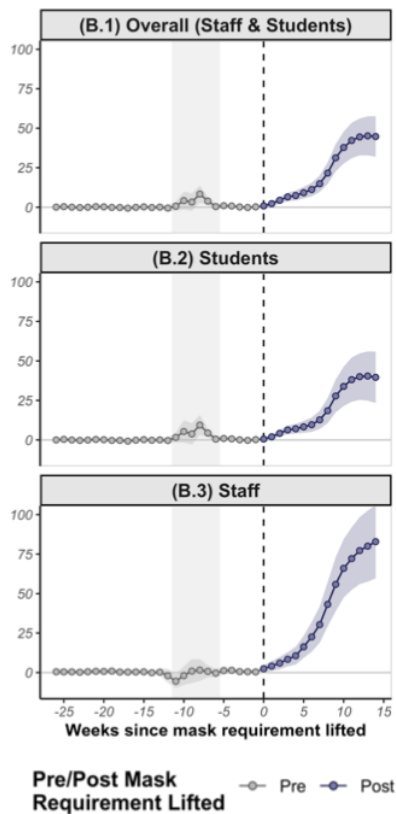 (B.1) Overall (Staff & Students)
100
75
50
25
0
(B.2) Students
100
75
50
25
0
(B.3) Staff
100
75
50
25
0
-25 -20 -15 -10 -5 0 5 10 15
Weeks since mask requirement lifted
Pre/Post Mask
Requirement Lifted
Pre Post